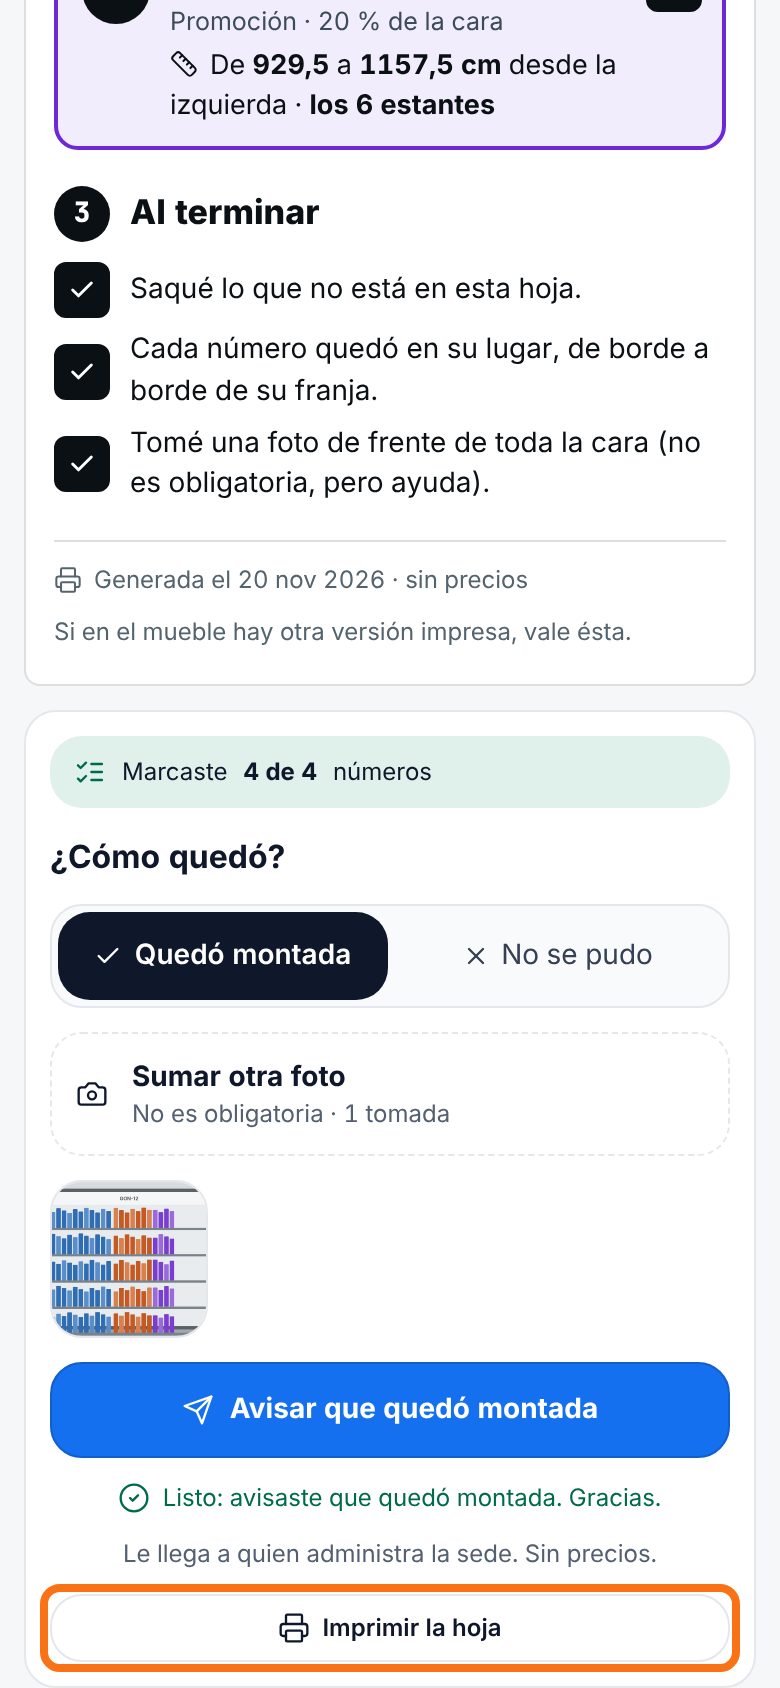 Promoción · 20 % de la cara
De 929,5 a 1157,5 cm desde la
izquierda · los 6 estantes
3 Al terminar
Saqué lo que no está en esta hoja.
Cada número quedó en su lugar, de borde a
borde de su franja.
Tomé una foto de frente de toda la cara (no
es obligatoria, pero ayuda).
Generada el 20 nov 2026 · sin precios
Si en el mueble hay otra versión impresa, vale ésta.
Marcaste 4 de 4 números
¿Cómo quedó?
Quedó montada
No se pudo
Sumar otra foto
No es obligatoria · 1 tomada
GON-12
Avisar que quedó montada
Listo: avisaste que quedó montada. Gracias.
Le llega a quien administra la sede. Sin precios.
Imprimir la hoja